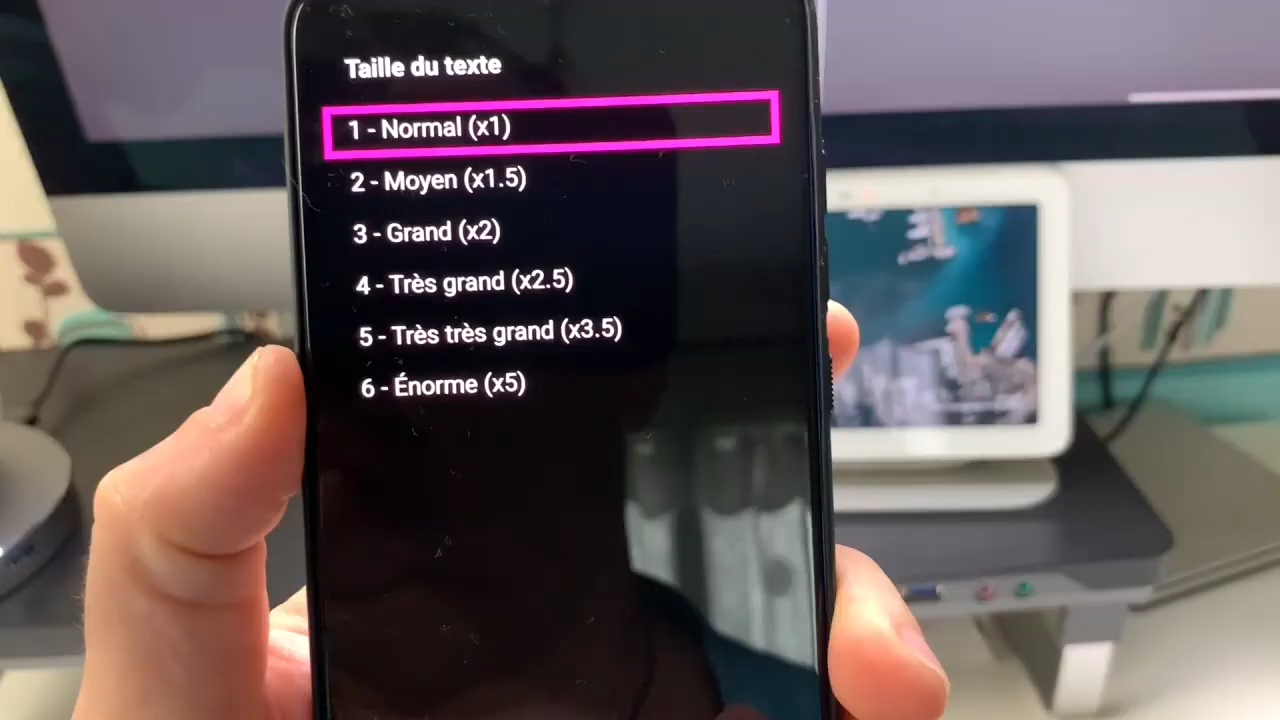 Taille du texte
1 - Normal (x1)
2 - Moyen (x1.5)
3 - Grand (x2)
4 - Très grand (x2.5)
5 - Très très grand (x3.5)
6 - Énorme (x5)